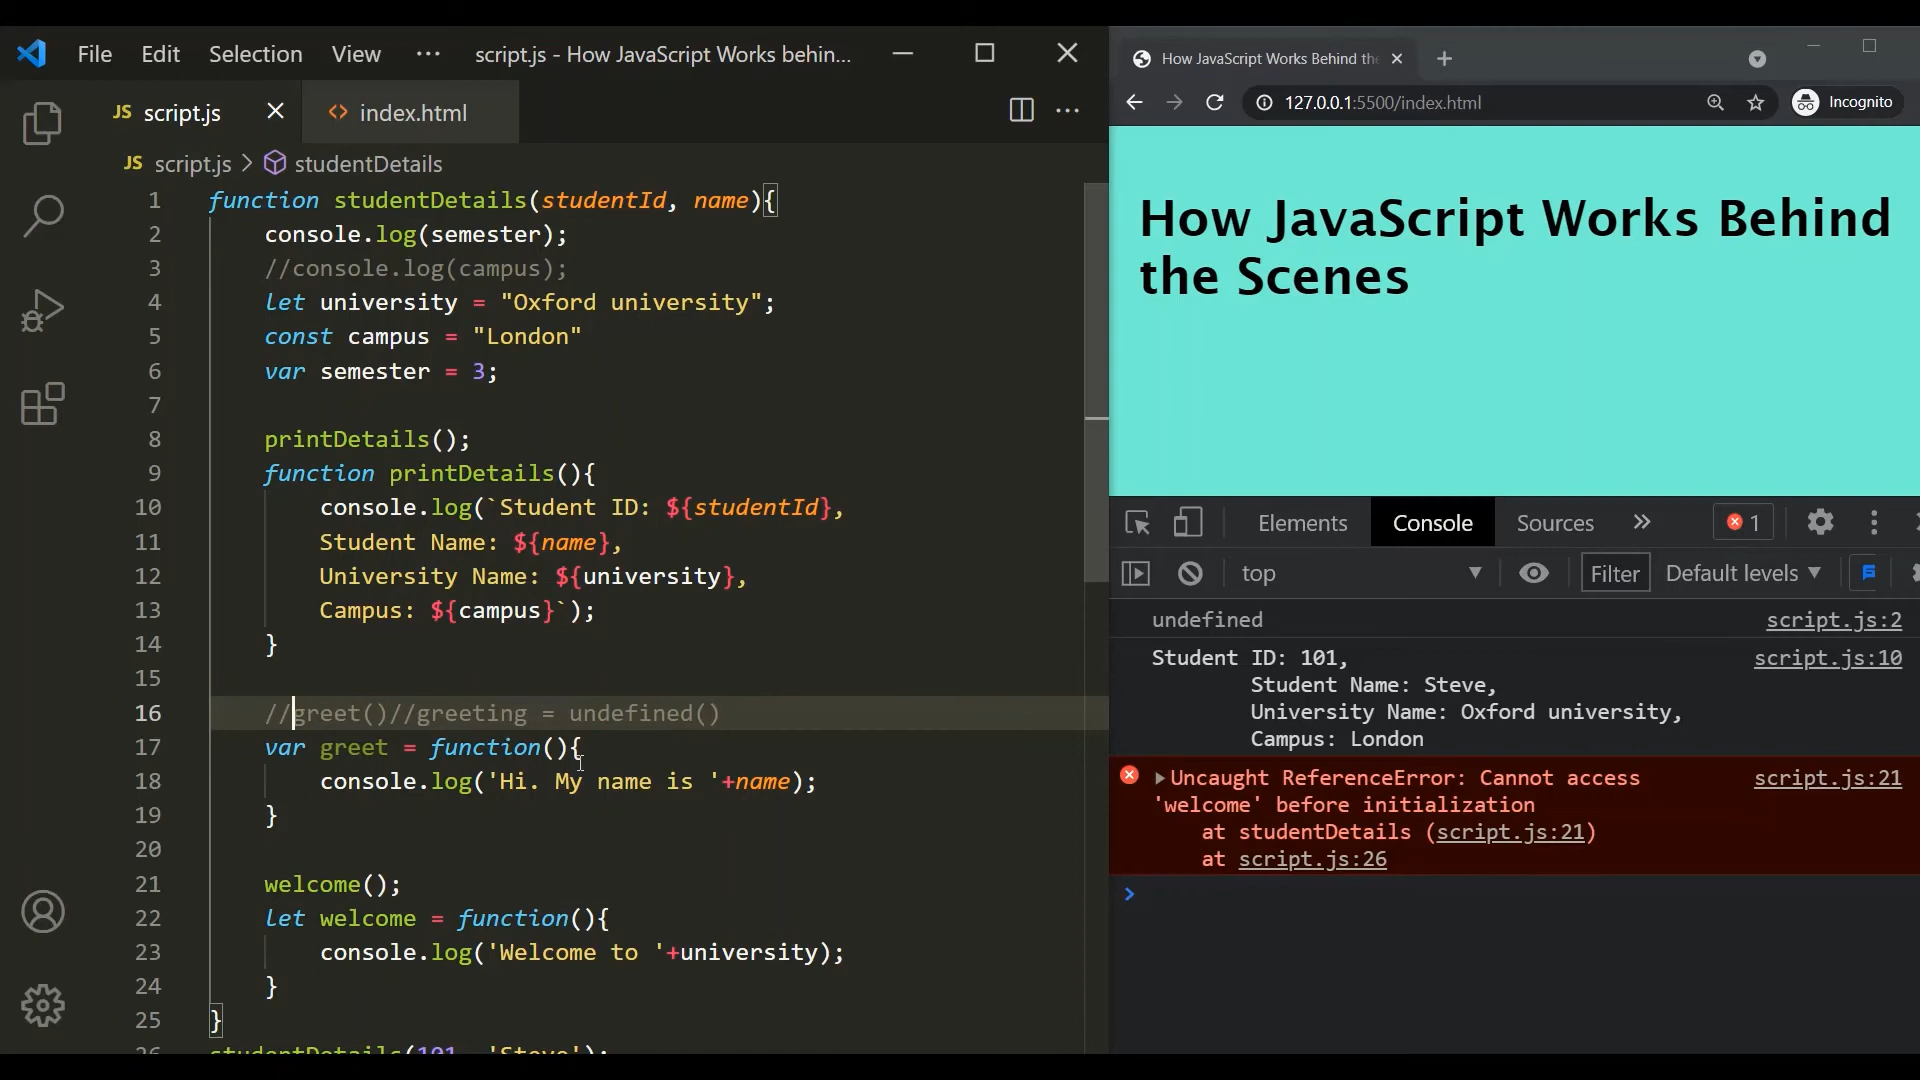 File Edit Selection View ··· script.js - How JavaScript Works behin...
JS script.js index.html
JS script.js > studentDetails
1 function studentDetails(studentId, name){
2 console.log(semester);
3 //console.log(campus);
4 let university = "Oxford university";
5 const campus = "London"
6 var semester = 3;
7
8 printDetails();
9 function printDetails(){
10 console.log(`Student ID: ${studentId},
11 Student Name: ${name},
12 University Name: ${university},
13 Campus: ${campus}`);
14 }
15
16 //greet()//greeting = undefined()
17 var greet = function(){
18 console.log('Hi. My name is '+name);
19 }
20
21 welcome();
22 let welcome = function(){
23 console.log('Welcome to '+university);
24 }
25 }
26 studentDetails(101, 'Steve');
How JavaScript Works Behind the
127.0.0.1:5500/index.html Incognito
How JavaScript Works Behind
the Scenes
Elements Console Sources » 1
top Filter Default levels
undefined script.js:2
Student ID: 101, script.js:10
Student Name: Steve,
University Name: Oxford university,
Campus: London
Uncaught ReferenceError: Cannot access script.js:21
'welcome' before initialization
at studentDetails (script.js:21)
at script.js:26